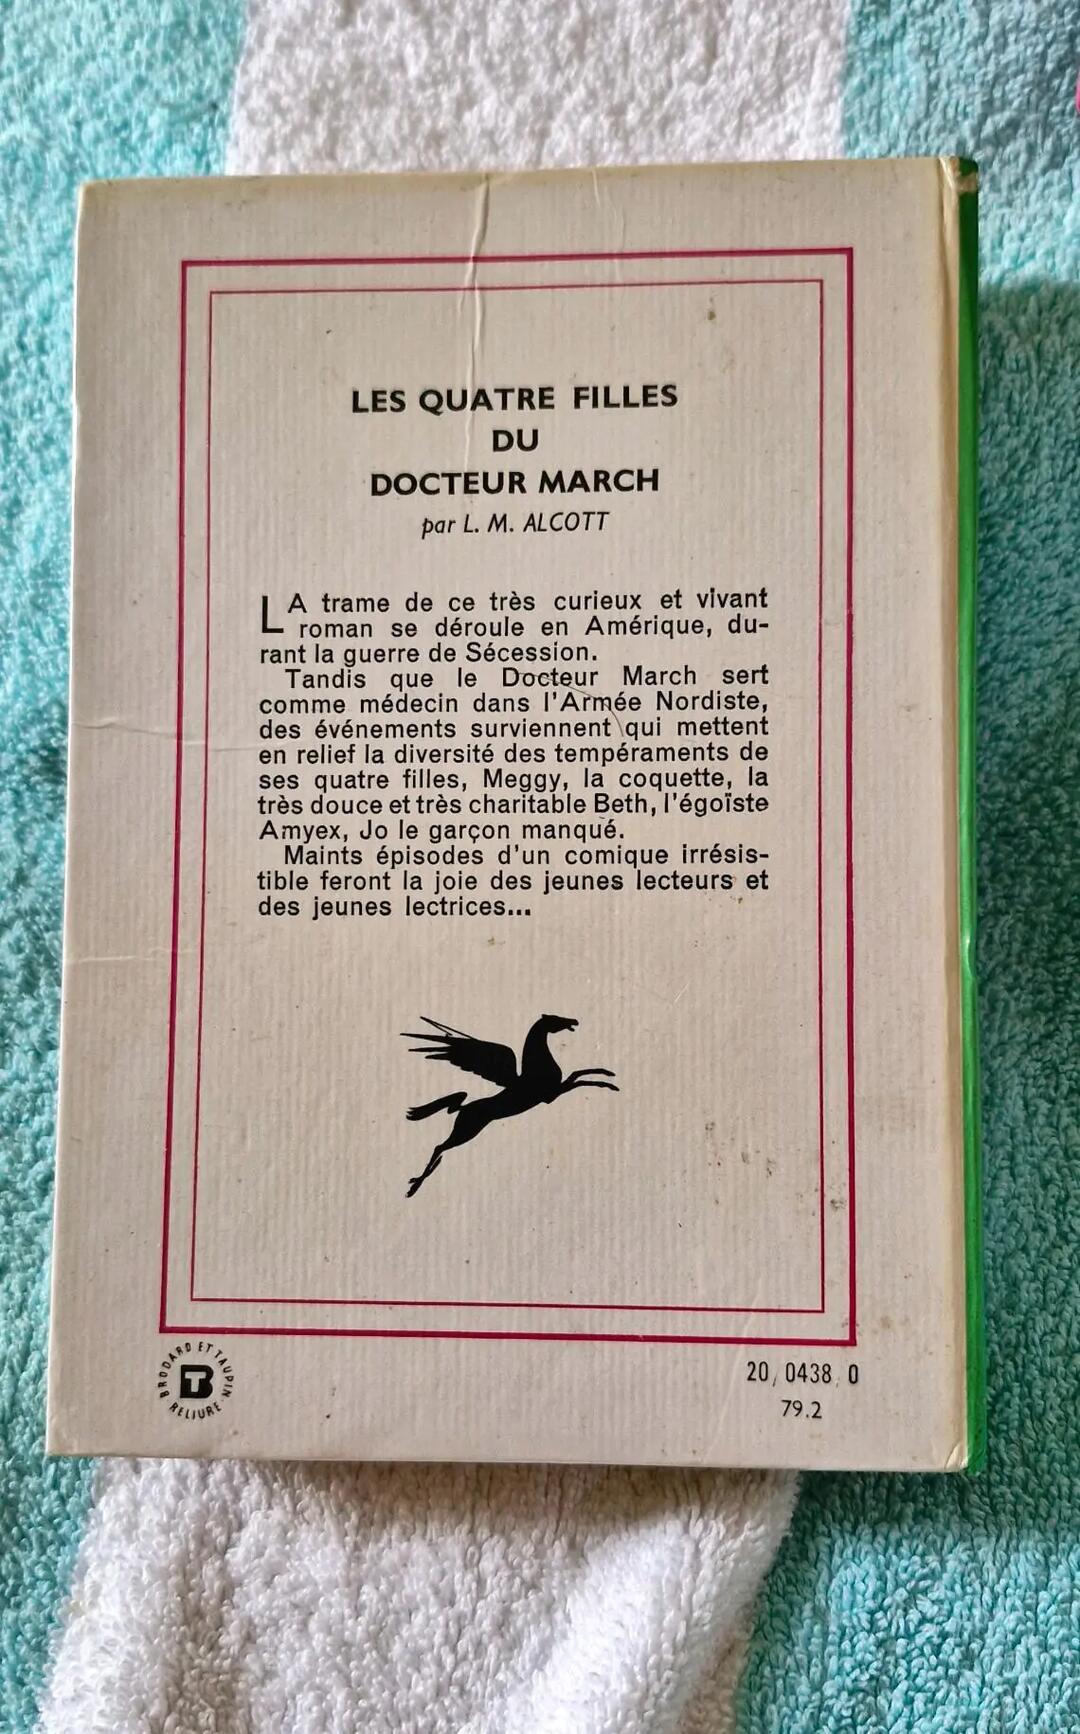 LES QUATRE FILLES
DU
DOCTEUR MARCH
par L. M. ALCOTT
LA trame de ce très curieux et vivant
roman se déroule en Amérique, du-
rant la guerre de Sécession.
Tandis que le Docteur March sert
comme médecin dans l'Armée Nordiste,
des événements surviennent qui mettent
en relief la diversité des tempéraments de
ses quatre filles, Meggy, la coquette, la
très douce et très charitable Beth, l'égoïste
Amyex, Jo le garçon manqué.
Maints épisodes d'un comique irrésis-
tible feront la joie des jeunes lecteurs et
des jeunes lectrices...
BRODARD ET TAUPIN
BT
RELIURE
20, 0438, 0
79.2